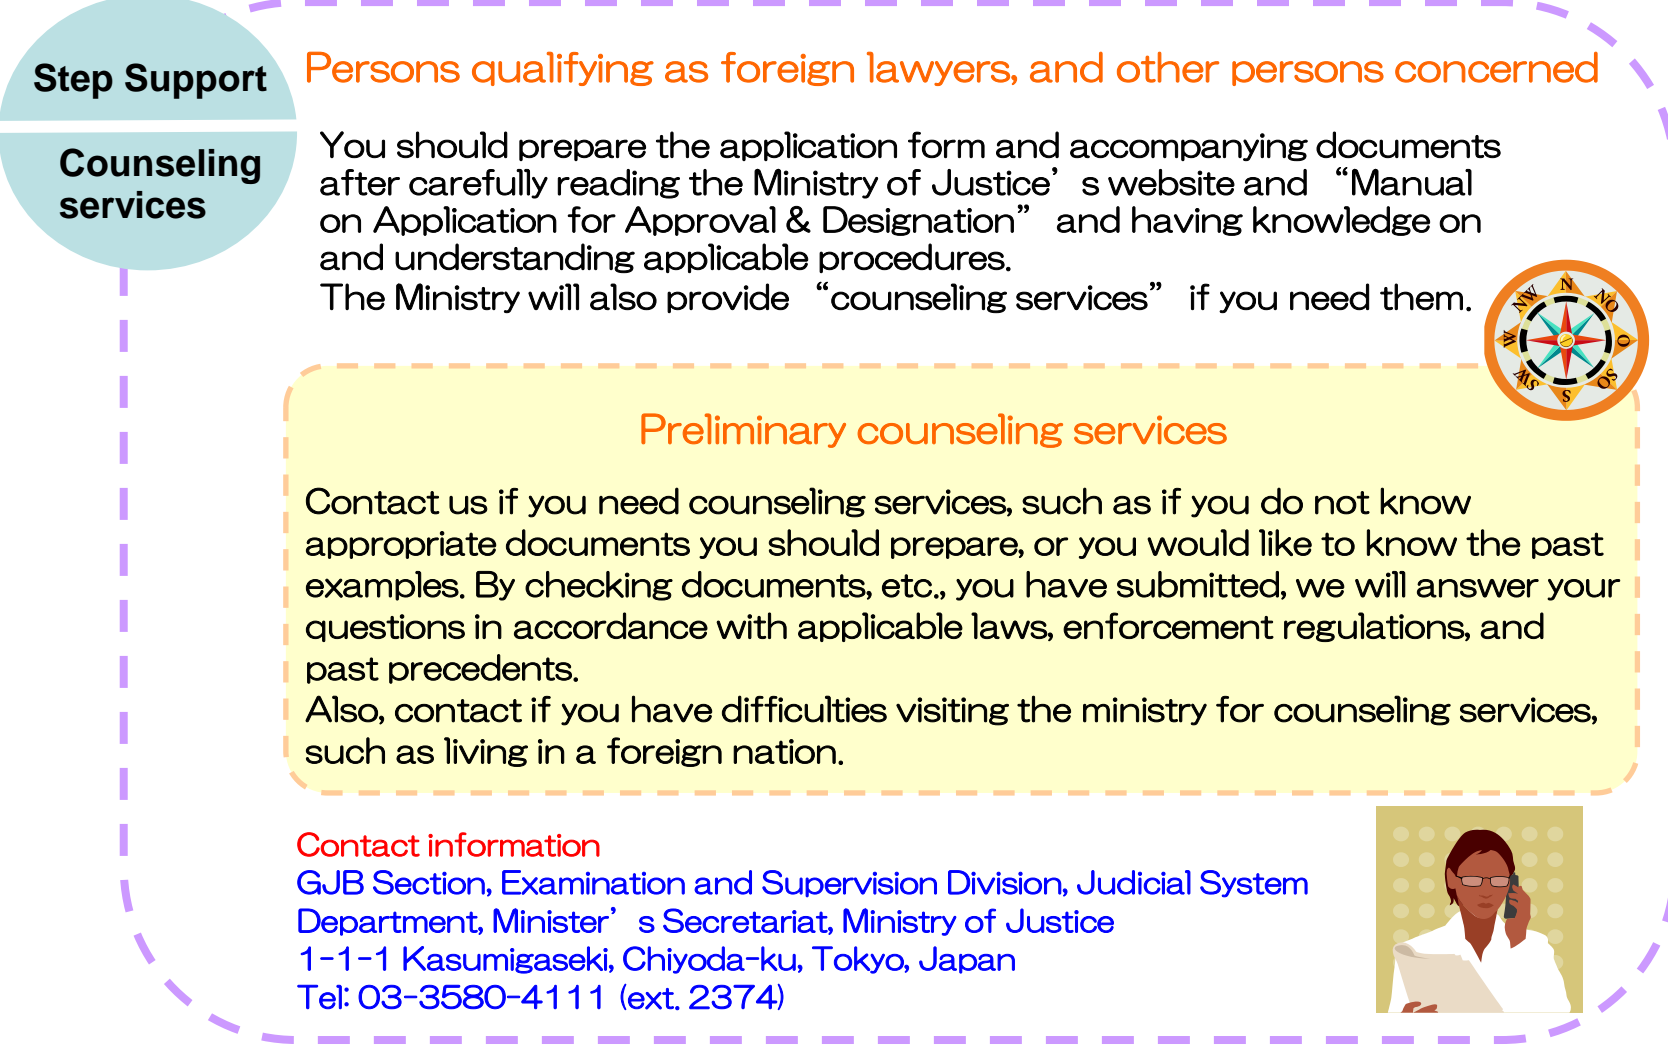 Step Support
Counseling
services
Persons qualifying as foreign lawyers, and other persons concerned
You should prepare the application form and accompanying documents
after carefully reading the Ministry of Justice’s website and “Manual
on Application for Approval & Designation” and having knowledge on
and understanding applicable procedures.
The Ministry will also provide “counseling services” if you need them.
N
NO
O
SO
S
SW
W
NW
Preliminary counseling services
Contact us if you need counseling services, such as if you do not know
appropriate documents you should prepare, or you would like to know the past
examples. By checking documents, etc., you have submitted, we will answer your
questions in accordance with applicable laws, enforcement regulations, and
past precedents.
Also, contact if you have difficulties visiting the ministry for counseling services,
such as living in a foreign nation.
Contact information
GJB Section, Examination and Supervision Division, Judicial System
Department, Minister’s Secretariat, Ministry of Justice
1-1-1 Kasumigaseki, Chiyoda-ku, Tokyo, Japan
Tel: 03-3580-4111 (ext. 2374)